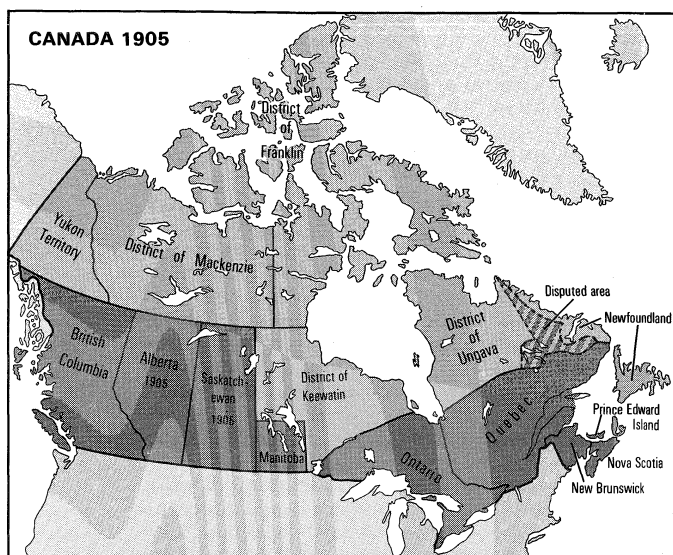 CANADA 1905
District
of
Franklin
Yukon
Territory
District of Mackenzie
Disputed area
Newfoundland
District
of
Ungava
British
Columbia
Alberta
1905
Saskatch-
ewan
1905
District of
Keewatin
Manitoba
Ontario
Quebec
Prince Edward
Island
Nova Scotia
New Brunswick